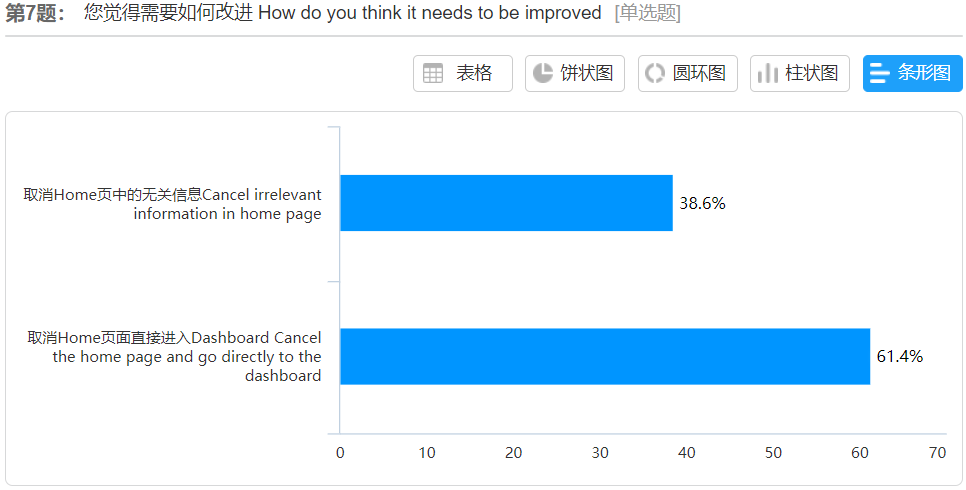 第7题： 您觉得需要如何改进 How do you think it needs to be improved [单选题]
表格 饼状图 圆环图 柱状图 条形图
取消Home页中的无关信息Cancel irrelevant
information in home page
38.6%
取消Home页面直接进入Dashboard Cancel
the home page and go directly to the
dashboard
61.4%
0 10 20 30 40 50 60 70